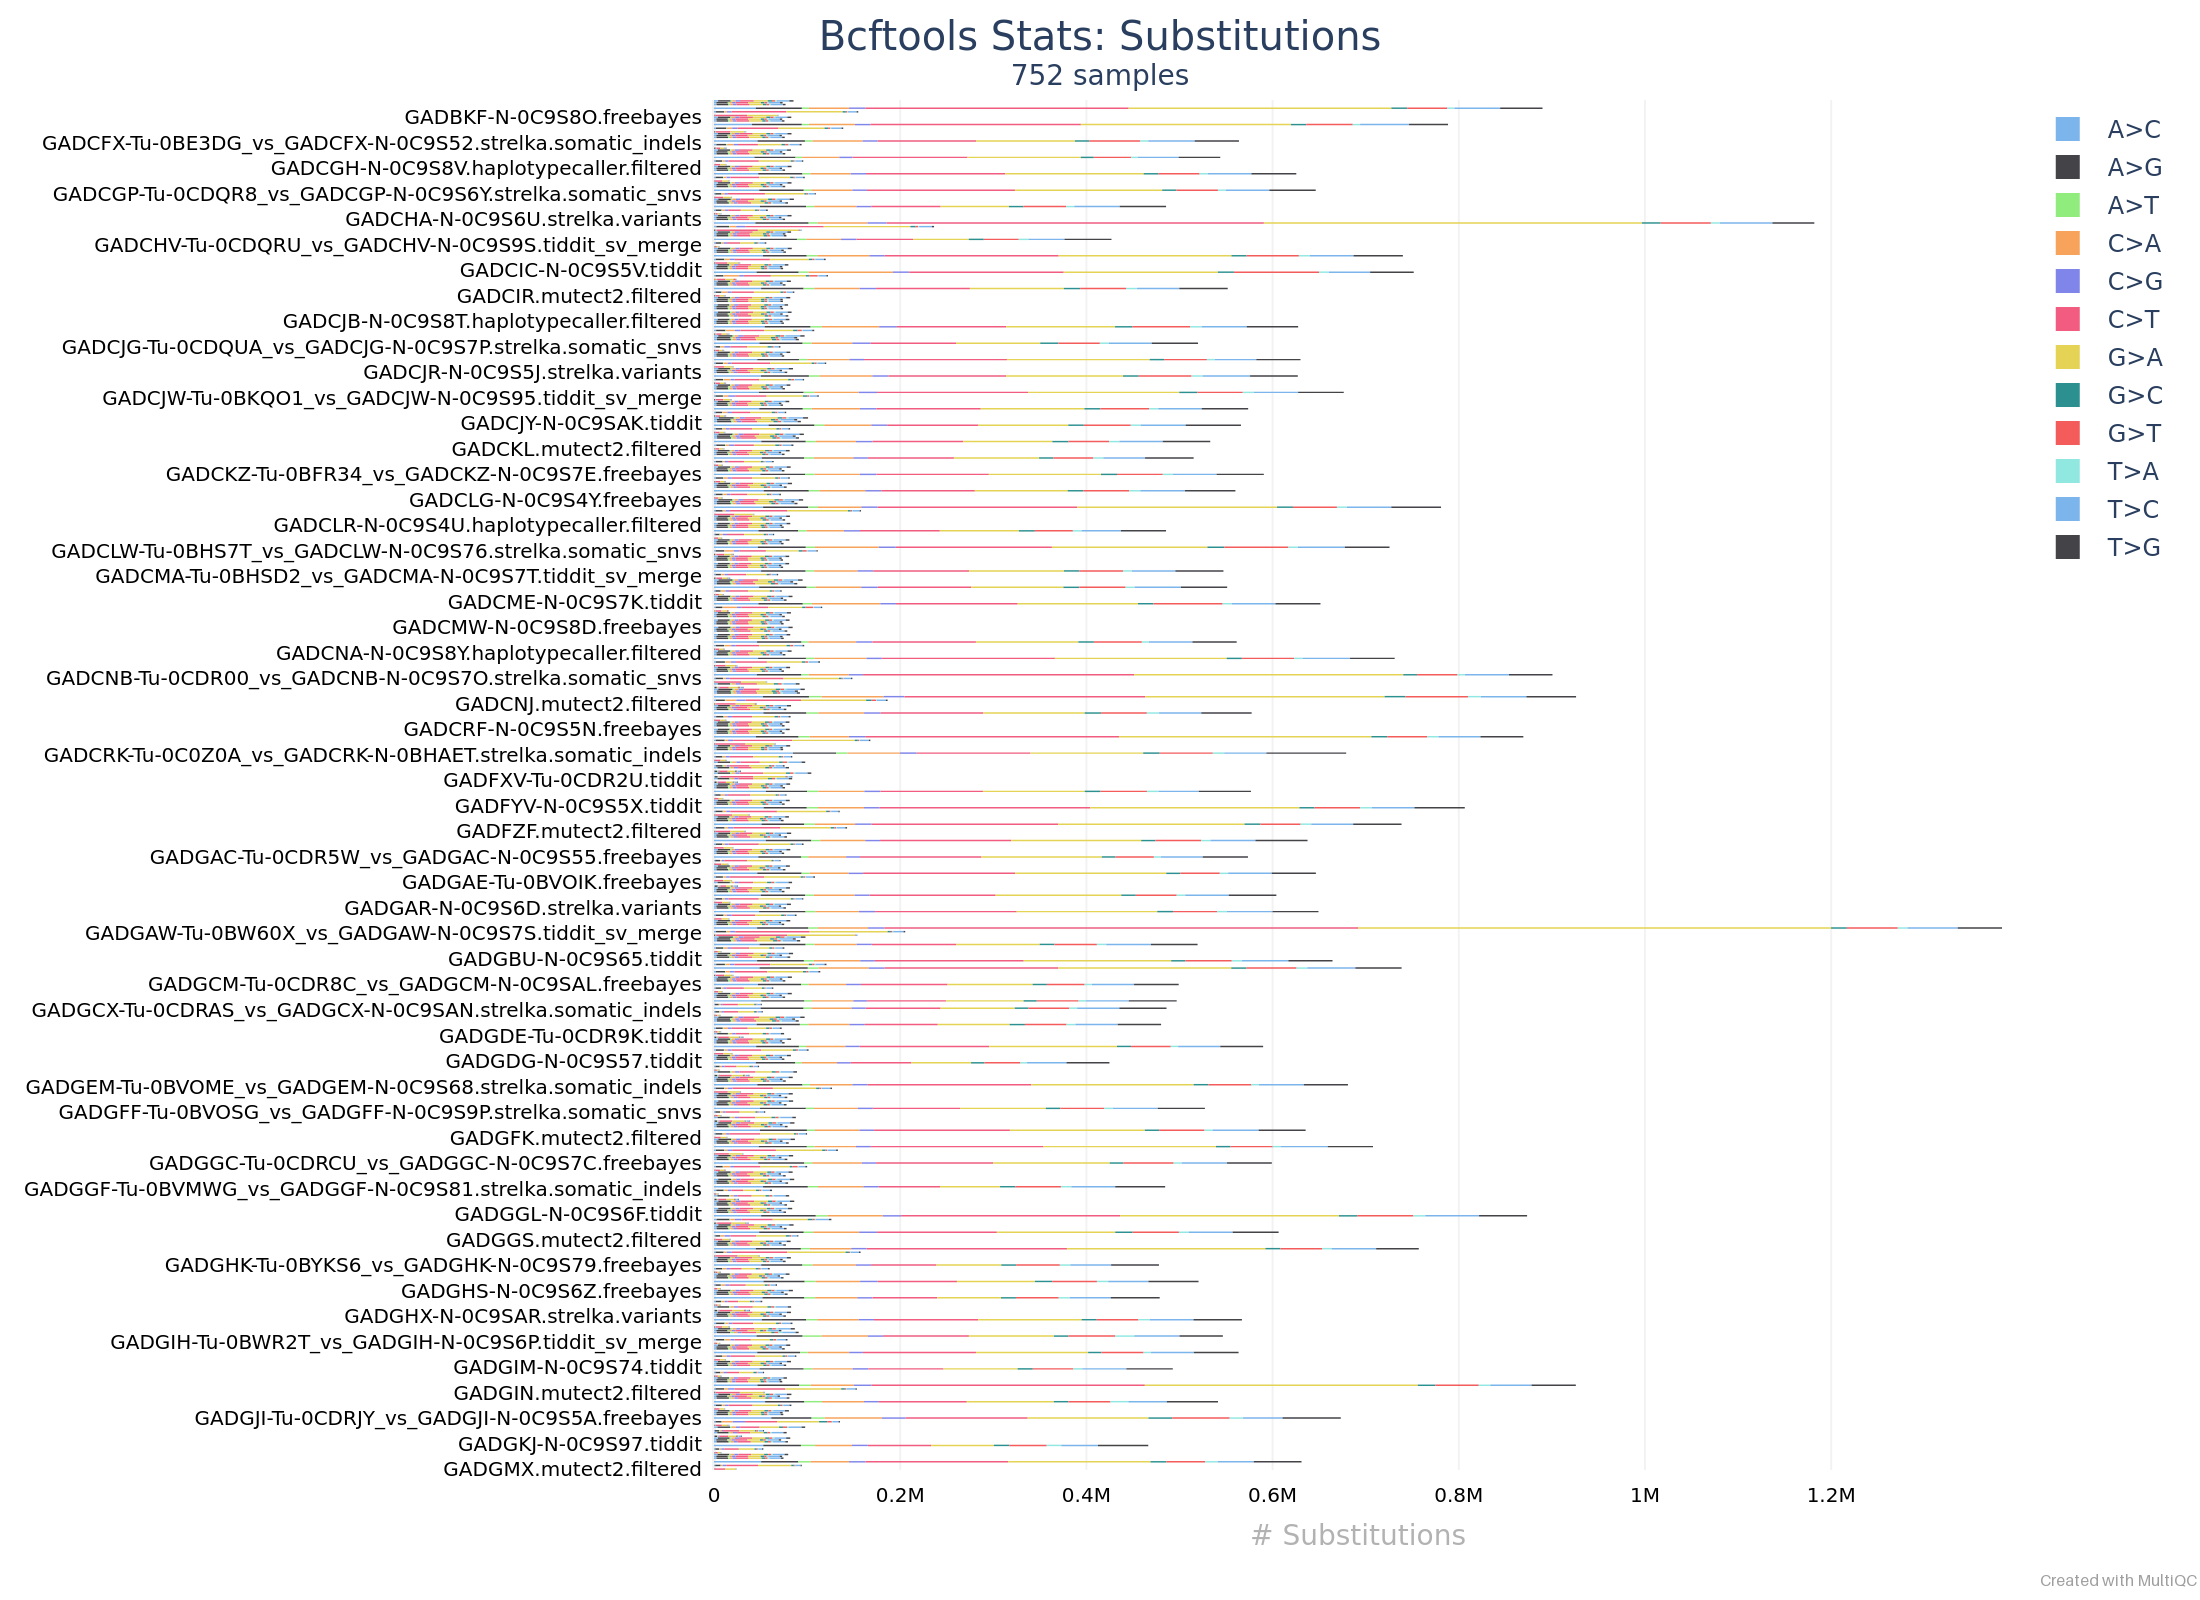 Bcftools Stats: Substitutions
752 samples
GADBKF-N-0C9S8O.freebayes
GADCFX-Tu-0BE3DG_vs_GADCFX-N-0C9S52.strelka.somatic_indels
GADCGH-N-0C9S8V.haplotypecaller.filtered
GADCGP-Tu-0CDQR8_vs_GADCGP-N-0C9S6Y.strelka.somatic_snvs
GADCHA-N-0C9S6U.strelka.variants
GADCHV-Tu-0CDQRU_vs_GADCHV-N-0C9S9S.tiddit_sv_merge
GADCIC-N-0C9S5V.tiddit
GADCIR.mutect2.filtered
GADCJB-N-0C9S8T.haplotypecaller.filtered
GADCJG-Tu-0CDQUA_vs_GADCJG-N-0C9S7P.strelka.somatic_snvs
GADCJR-N-0C9S5J.strelka.variants
GADCJW-Tu-0BKQO1_vs_GADCJW-N-0C9S95.tiddit_sv_merge
GADCJY-N-0C9SAK.tiddit
GADCKL.mutect2.filtered
GADCKZ-Tu-0BFR34_vs_GADCKZ-N-0C9S7E.freebayes
GADCLG-N-0C9S4Y.freebayes
GADCLR-N-0C9S4U.haplotypecaller.filtered
GADCLW-Tu-0BHS7T_vs_GADCLW-N-0C9S76.strelka.somatic_snvs
GADCMA-Tu-0BHSD2_vs_GADCMA-N-0C9S7T.tiddit_sv_merge
GADCME-N-0C9S7K.tiddit
GADCMW-N-0C9S8D.freebayes
GADCNA-N-0C9S8Y.haplotypecaller.filtered
GADCNB-Tu-0CDR00_vs_GADCNB-N-0C9S7O.strelka.somatic_snvs
GADCNJ.mutect2.filtered
GADCRF-N-0C9S5N.freebayes
GADCRK-Tu-0C0Z0A_vs_GADCRK-N-0BHAET.strelka.somatic_indels
GADFXV-Tu-0CDR2U.tiddit
GADFYV-N-0C9S5X.tiddit
GADFZF.mutect2.filtered
GADGAC-Tu-0CDR5W_vs_GADGAC-N-0C9S55.freebayes
GADGAE-Tu-0BVOIK.freebayes
GADGAR-N-0C9S6D.strelka.variants
GADGAW-Tu-0BW60X_vs_GADGAW-N-0C9S7S.tiddit_sv_merge
GADGBU-N-0C9S65.tiddit
GADGCM-Tu-0CDR8C_vs_GADGCM-N-0C9SAL.freebayes
GADGCX-Tu-0CDRAS_vs_GADGCX-N-0C9SAN.strelka.somatic_indels
GADGDE-Tu-0CDR9K.tiddit
GADGDG-N-0C9S57.tiddit
GADGEM-Tu-0BVOME_vs_GADGEM-N-0C9S68.strelka.somatic_indels
GADGFF-Tu-0BVOSG_vs_GADGFF-N-0C9S9P.strelka.somatic_snvs
GADGFK.mutect2.filtered
GADGGC-Tu-0CDRCU_vs_GADGGC-N-0C9S7C.freebayes
GADGGF-Tu-0BVMWG_vs_GADGGF-N-0C9S81.strelka.somatic_indels
GADGGL-N-0C9S6F.tiddit
GADGGS.mutect2.filtered
GADGHK-Tu-0BYKS6_vs_GADGHK-N-0C9S79.freebayes
GADGHS-N-0C9S6Z.freebayes
GADGHX-N-0C9SAR.strelka.variants
GADGIH-Tu-0BWR2T_vs_GADGIH-N-0C9S6P.tiddit_sv_merge
GADGIM-N-0C9S74.tiddit
GADGIN.mutect2.filtered
GADGJI-Tu-0CDRJY_vs_GADGJI-N-0C9S5A.freebayes
GADGKJ-N-0C9S97.tiddit
GADGMX.mutect2.filtered
0 0.2M 0.4M 0.6M 0.8M 1M 1.2M
# Substitutions
A>C
A>G
A>T
C>A
C>G
C>T
G>A
G>C
G>T
T>A
T>C
T>G
Created with MultiQC